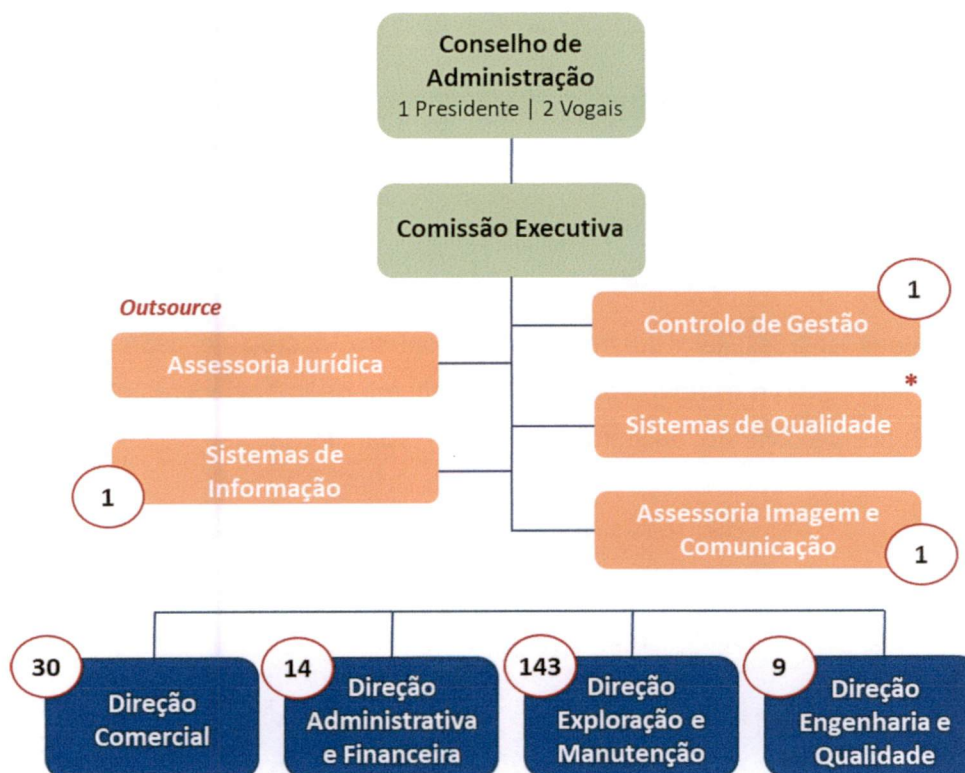 Conselho de
Administração
1 Presidente | 2 Vogais
Comissão Executiva
Outsource
Assessoria Jurídica
Sistemas de
Informação
1
1
Controlo de Gestão
*
Sistemas de Qualidade
Assessoria Imagem e
Comunicação
1
30
Direção
Comercial
14
Direção
Administrativa
e Financeira
143
Direção
Exploração e
Manutenção
9
Direção
Engenharia e
Qualidade